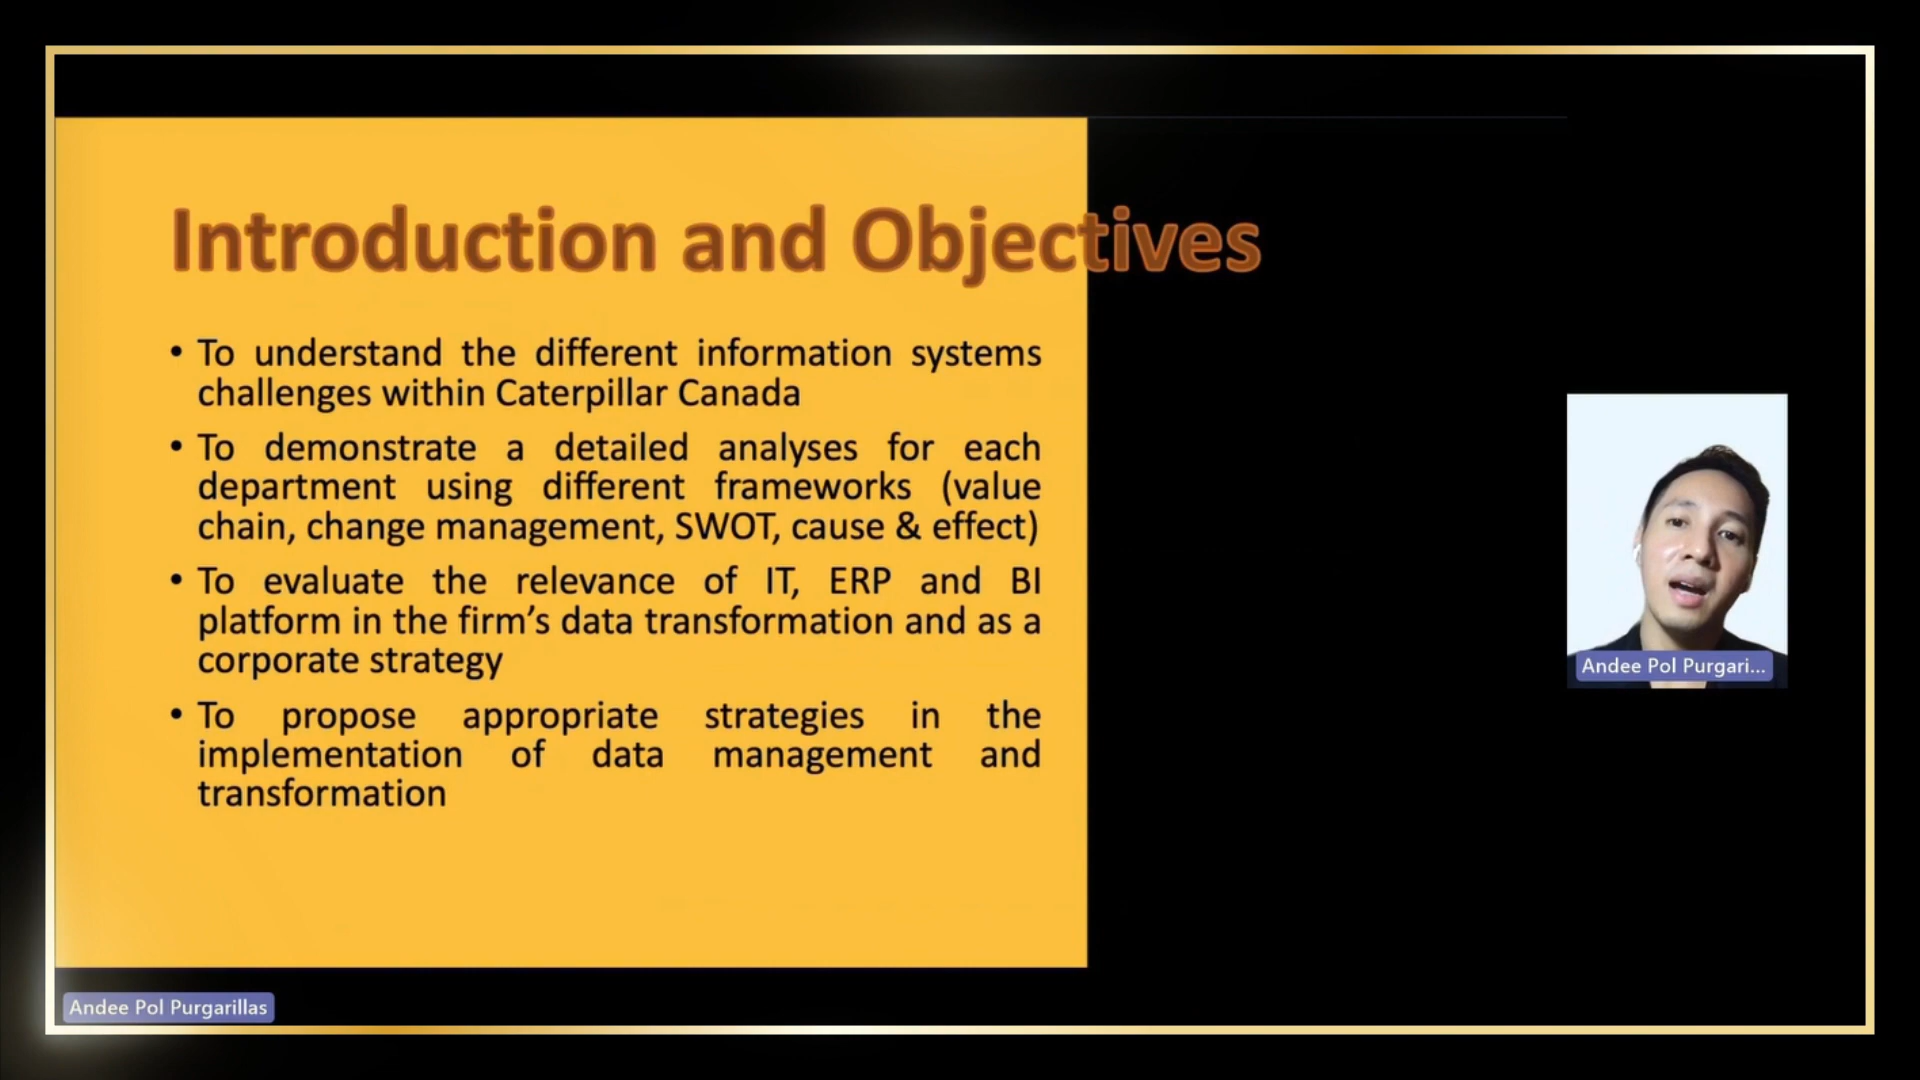 Introduction and Objectives
• To understand the different information systems
challenges within Caterpillar Canada
• To demonstrate a detailed analyses for each
department using different frameworks (value
chain, change management, SWOT, cause & effect)
• To evaluate the relevance of IT, ERP and BI
platform in the firm’s data transformation and as a
corporate strategy
• To propose appropriate strategies in the
implementation of data management and
transformation
Andee Pol Purgari...
Andee Pol Purgarillas